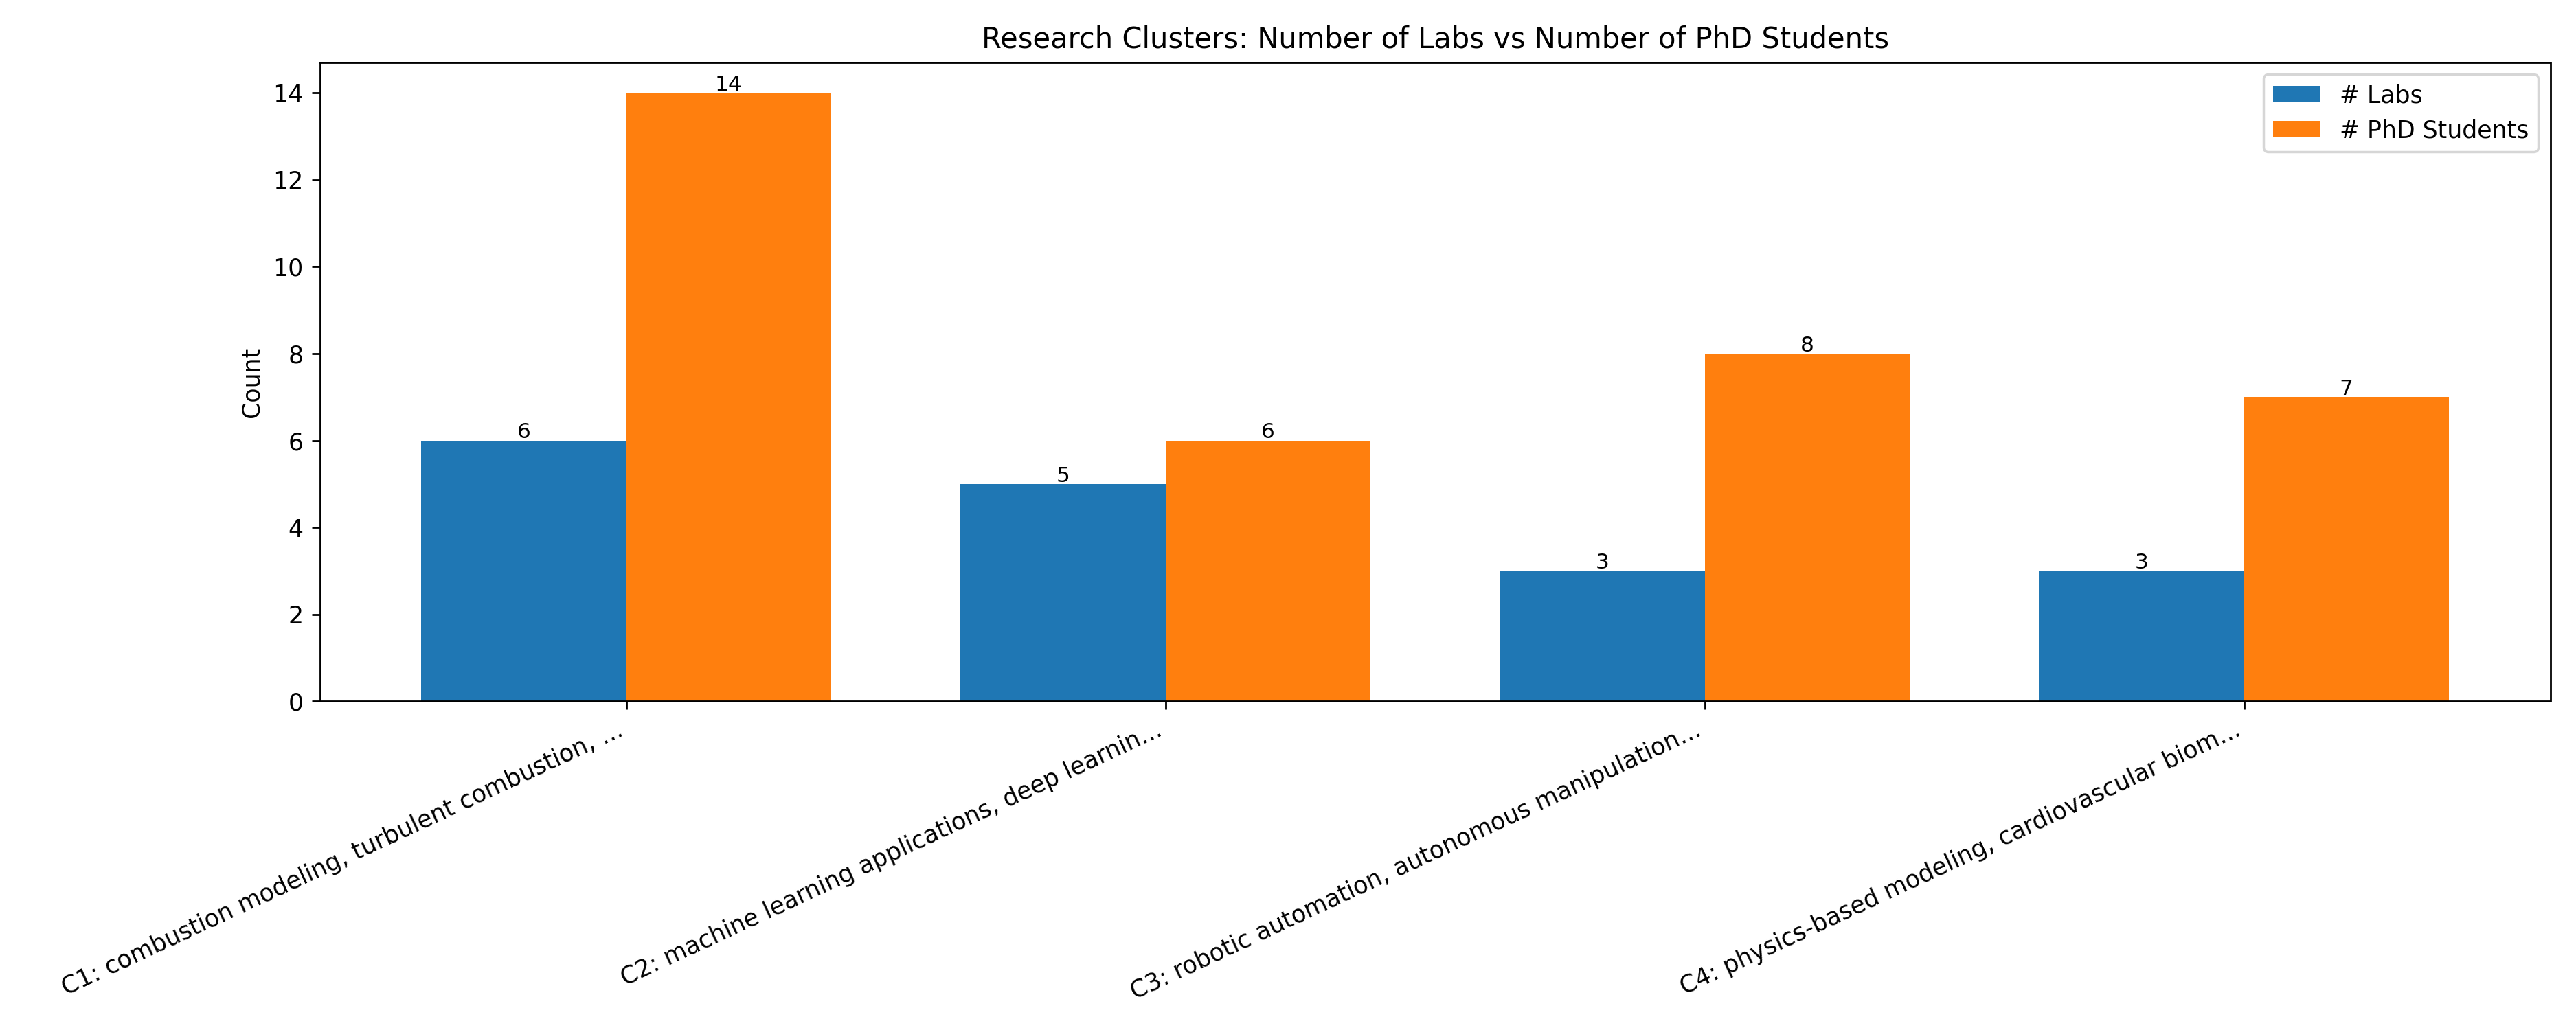 Research Clusters: Number of Labs vs Number of PhD Students
# Labs
# PhD Students
Count
14
12
10
8
6
4
2
0
6
14
5
6
3
8
3
7
C1: combustion modeling, turbulent combustion, ...
C2: machine learning applications, deep learnin...
C3: robotic automation, autonomous manipulation...
C4: physics-based modeling, cardiovascular biom...